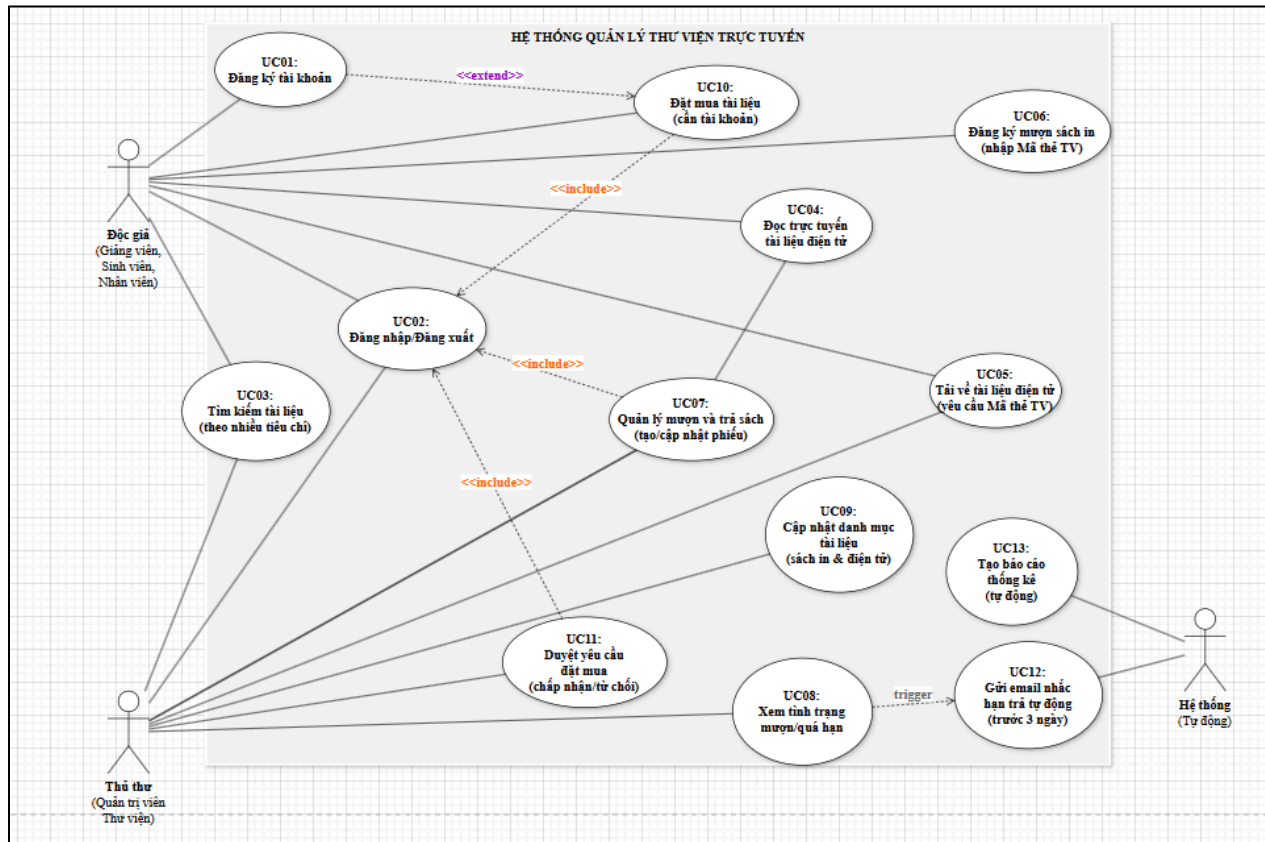 HỆ THỐNG QUẢN LÝ THƯ VIỆN TRỰC TUYẾN
UC01:
Đăng ký tài khoản
<<extend>>
UC10:
Đặt mua tài liệu
(cần tài khoản)
UC06:
Đăng ký mượn sách in
(nhập Mã thẻ TV)
<<include>>
UC04:
Đọc trực tuyến
tài liệu điện tử
Độc giả
(Giảng viên,
Sinh viên,
Nhân viên)
UC02:
Đăng nhập/Đăng xuất
<<include>>
UC03:
Tìm kiếm tài liệu
(theo nhiều tiêu chí)
UC07:
Quản lý mượn và trả sách
(tạo/cập nhật phiếu)
UC05:
Tải về tài liệu điện tử
(yêu cầu Mã thẻ TV)
<<include>>
UC09:
Cập nhật danh mục
tài liệu
(sách in & điện tử)
UC13:
Tạo báo cáo
thống kê
(tự động)
UC11:
Duyệt yêu cầu
đặt mua
(chấp nhận/từ chối)
UC08:
Xem tình trạng
mượn/quá hạn
trigger
UC12:
Gửi email nhắc
hạn trả tự động
(trước 3 ngày)
Hệ thống
(Tự động)
Thủ thư
(Quản trị viên
Thư viện)